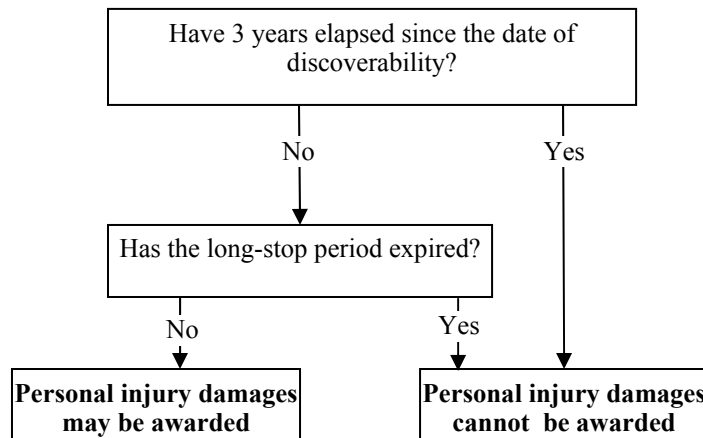 Have 3 years elapsed since the date of
discoverability?
No
Yes
Has the long-stop period expired?
No
Yes
Personal injury damages
may be awarded
Personal injury damages
cannot be awarded